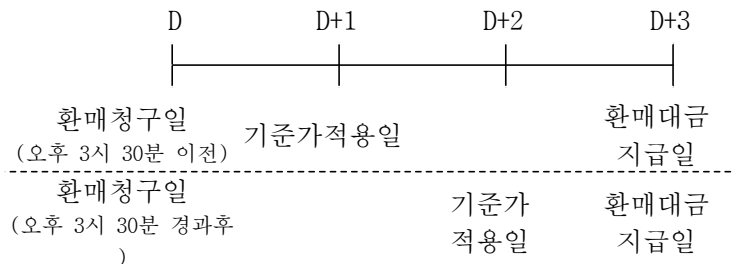 D D+1 D+2 D+3
환매청구일 기준가적용일 환매대금
(오후 3시 30분 이전) 지급일
환매청구일 기준가 환매대금
(오후 3시 30분 경과후 적용일 지급일
)